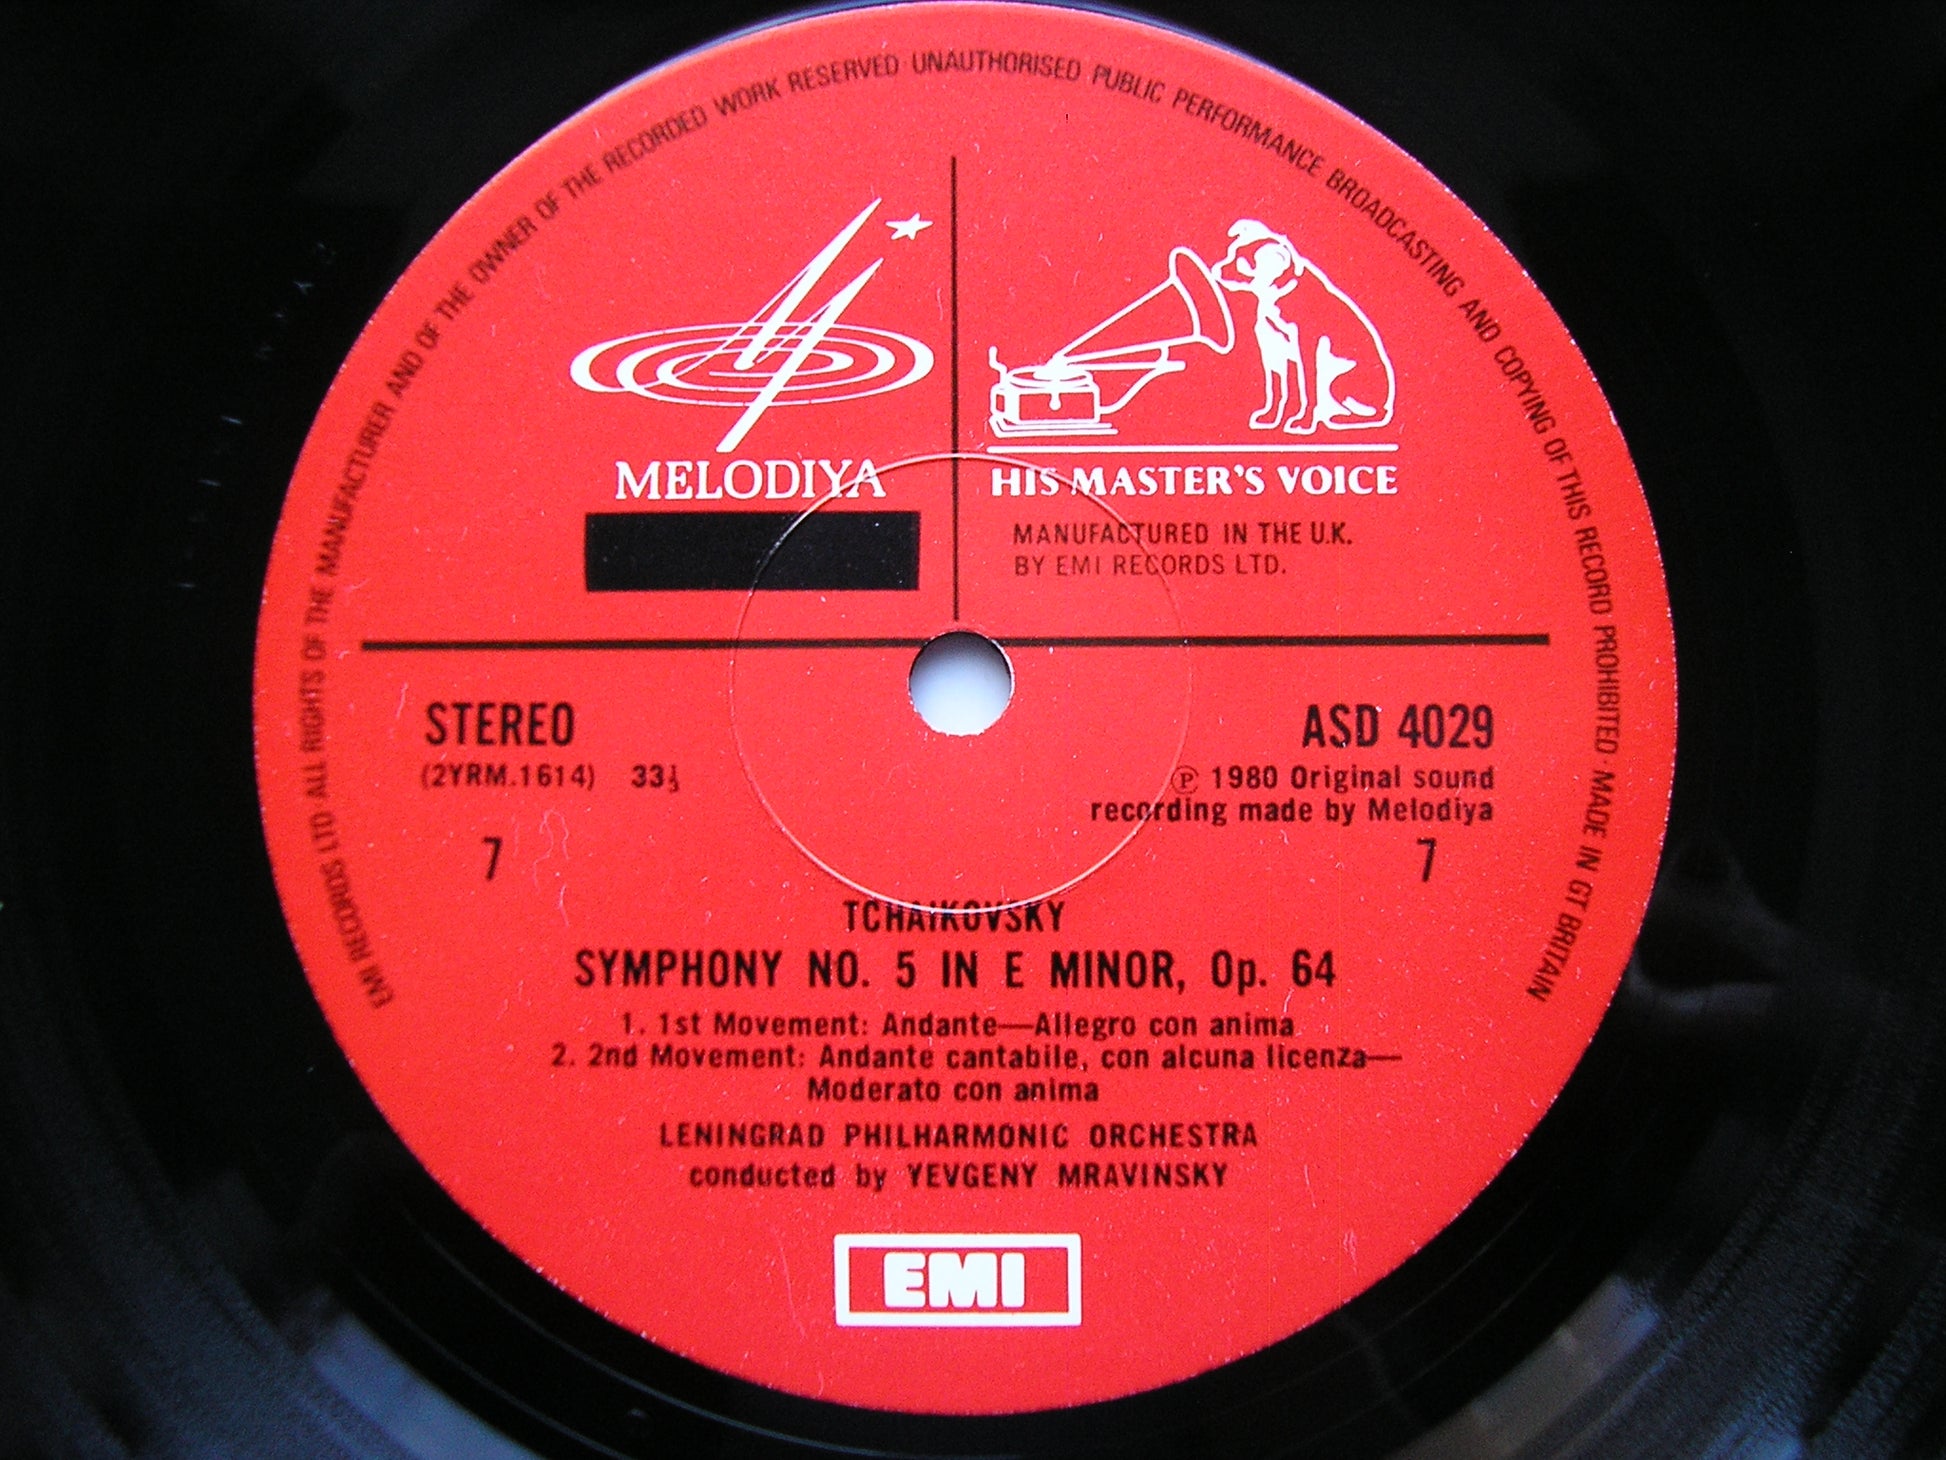 EMI RECORDS LTD · ALL RIGHTS OF THE MANUFACTURER AND OF THE OWNER OF THE RECORDED WORK RESERVED UNAUTHORISED PUBLIC PERFORMANCE BROADCASTING AND COPYING OF THIS RECORD PROHIBITED · MADE IN GT BRITAIN
MELODIYA
HIS MASTER'S VOICE
MANUFACTURED IN THE U.K.
BY EMI RECORDS LTD.
STEREO
(2YRM.1614) 33⅓
7
ASD 4029
℗ 1980 Original sound
recording made by Melodiya
7
TCHAIKOVSKY
SYMPHONY NO. 5 IN E MINOR, Op. 64
1. 1st Movement: Andante—Allegro con anima
2. 2nd Movement: Andante cantabile, con alcuna licenza—
Moderato con anima
LENINGRAD PHILHARMONIC ORCHESTRA
conducted by YEVGENY MRAVINSKY
EMI